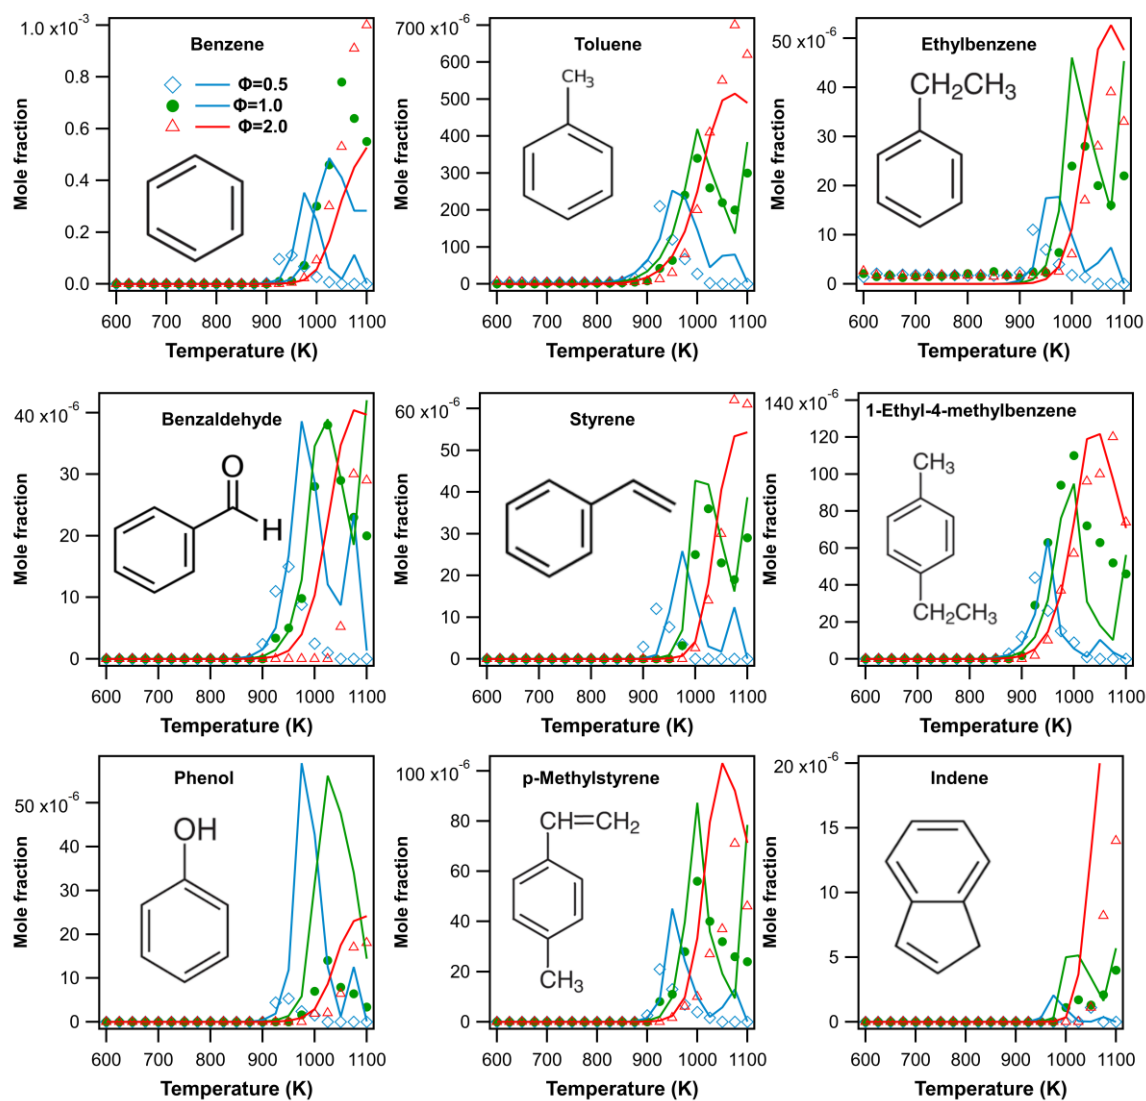 Benzene
1.0 x10⁻³
0.8
0.6
0.4
0.2
0.0
Mole fraction
Φ=0.5
Φ=1.0
Φ=2.0
600 700 800 900 1000 1100
Temperature (K)
Toluene
CH₃
700 x10⁻⁶
600
500
400
300
200
100
0
Mole fraction
600 700 800 900 1000 1100
Temperature (K)
Ethylbenzene
CH₂CH₃
50 x10⁻⁶
40
30
20
10
0
Mole fraction
600 700 800 900 1000 1100
Temperature (K)
Benzaldehyde
O
H
40 x10⁻⁶
30
20
10
0
Mole fraction
600 700 800 900 1000 1100
Temperature (K)
Styrene
60 x10⁻⁶
50
40
30
20
10
0
Mole fraction
600 700 800 900 1000 1100
Temperature (K)
1-Ethyl-4-methylbenzene
CH₃
CH₂CH₃
140 x10⁻⁶
120
100
80
60
40
20
0
Mole fraction
600 700 800 900 1000 1100
Temperature (K)
Phenol
OH
50 x10⁻⁶
40
30
20
10
0
Mole fraction
600 700 800 900 1000 1100
Temperature (K)
p-Methylstyrene
CH=CH₂
CH₃
100 x10⁻⁶
80
60
40
20
0
Mole fraction
600 700 800 900 1000 1100
Temperature (K)
Indene
20 x10⁻⁶
15
10
5
0
Mole fraction
600 700 800 900 1000 1100
Temperature (K)